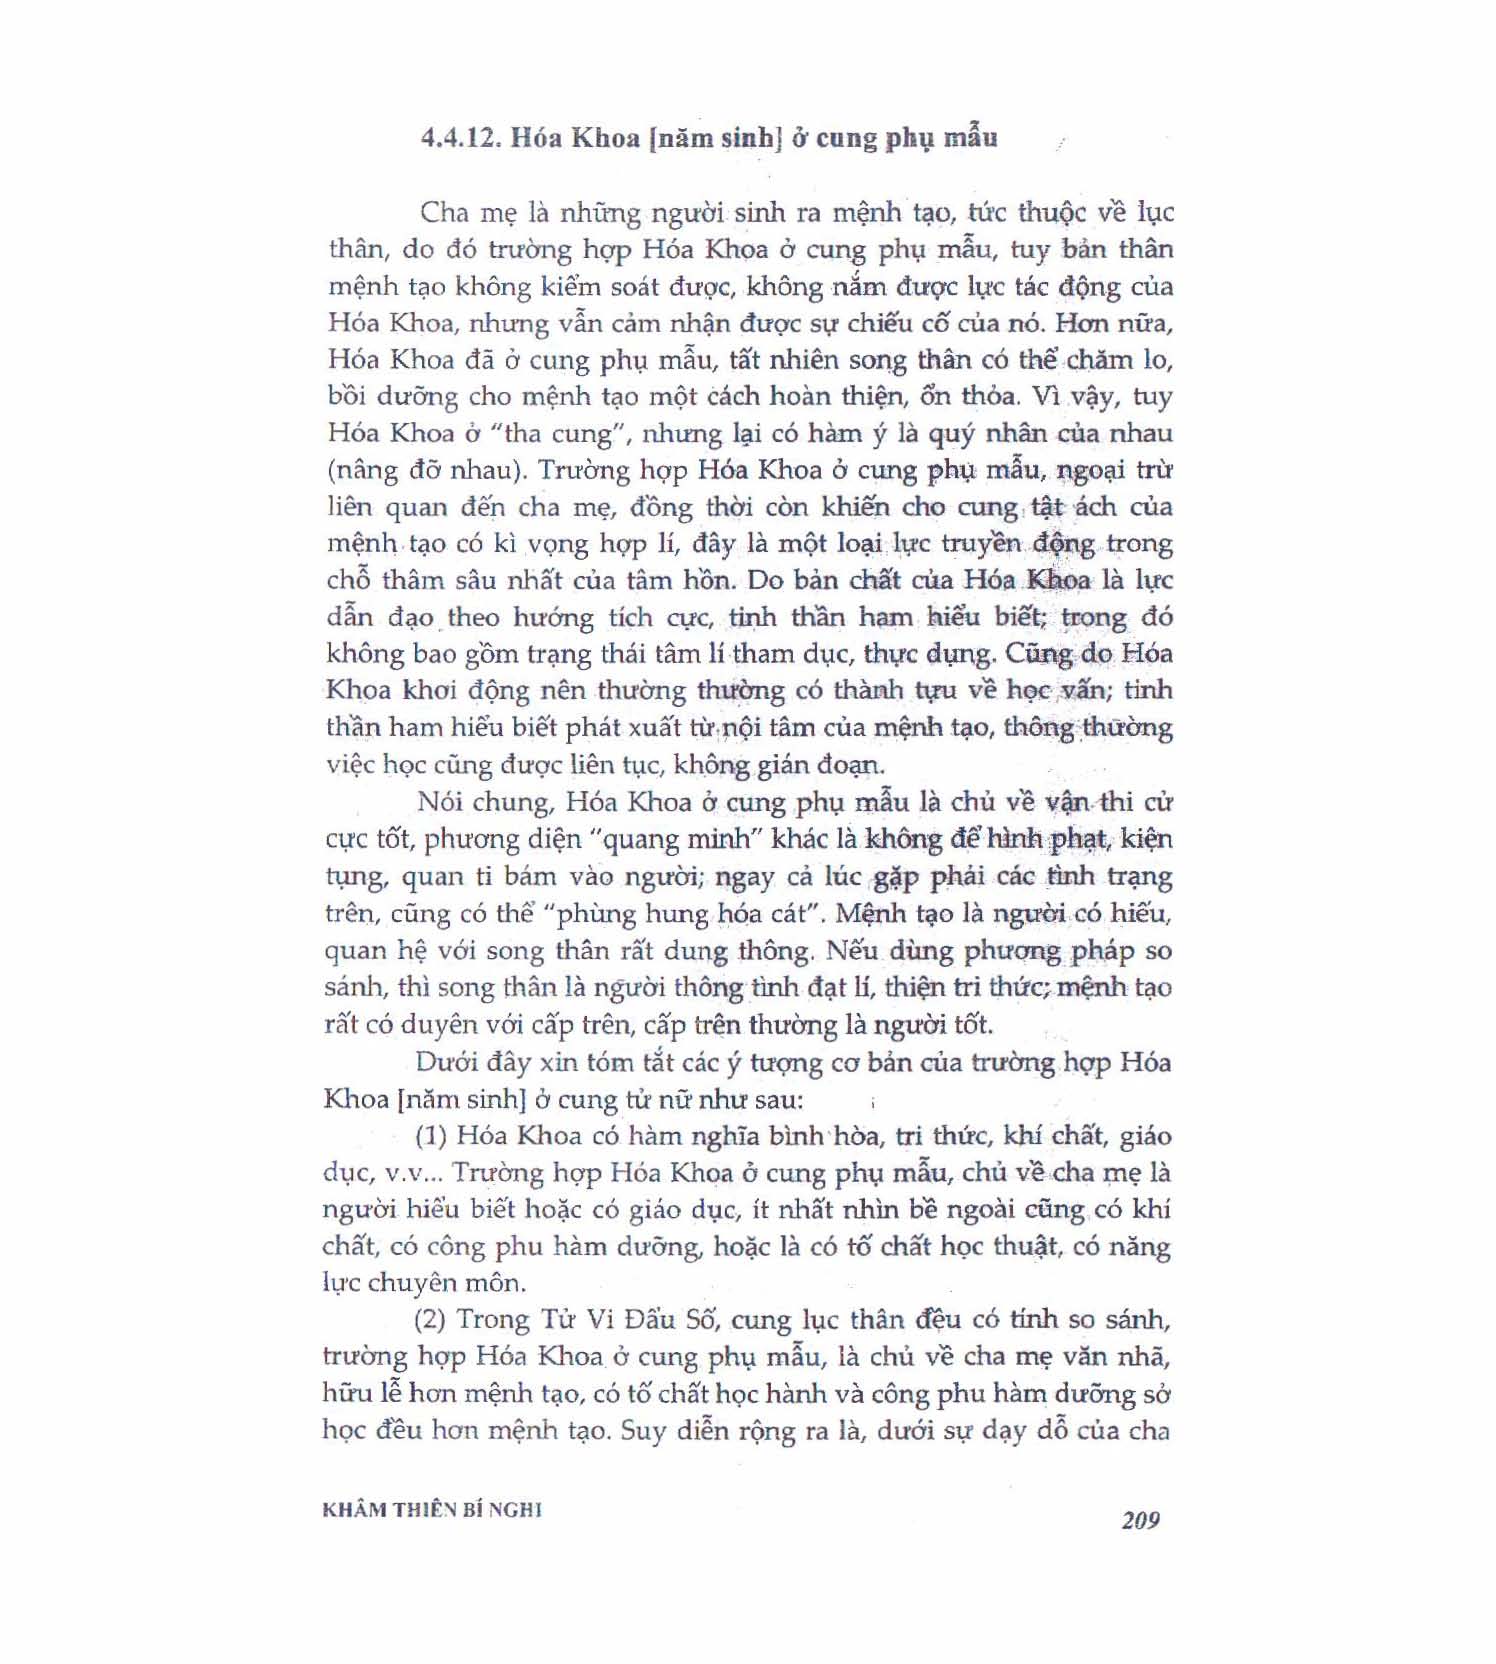 4.4.12. Hóa Khoa [năm sinh] ở cung phụ mẫu
Cha mẹ là những người sinh ra mệnh tạo, tức thuộc về lục
thân, do đó trường hợp Hóa Khoa ở cung phụ mẫu, tuy bản thân
mệnh tạo không kiểm soát được, không nắm được lực tác động của
Hóa Khoa, nhưng vẫn cảm nhận được sự chiếu cố của nó. Hơn nữa,
Hóa Khoa đã ở cung phụ mẫu, tất nhiên song thân có thể chăm lo,
bồi dưỡng cho mệnh tạo một cách hoàn thiện, ổn thỏa. Vì vậy, tuy
Hóa Khoa ở "tha cung", nhưng lại có hàm ý là quý nhân của nhau
(nâng đỡ nhau). Trường hợp Hóa Khoa ở cung phụ mẫu, ngoại trừ
liên quan đến cha mẹ, đồng thời còn khiến cho cung tật ách của
mệnh tạo có kì vọng hợp lí, đây là một loại lực truyền động trong
chỗ thâm sâu nhất của tâm hồn. Do bản chất của Hóa Khoa là lực
dẫn đạo theo hướng tích cực, tinh thần ham hiểu biết; trong đó
không bao gồm trạng thái tâm lí tham dục, thực dụng. Cũng do Hóa
Khoa khơi động nên thường thường có thành tựu về học vấn; tinh
thần ham hiểu biết phát xuất từ nội tâm của mệnh tạo, thông thường
việc học cũng được liên tục, không gián đoạn.
Nói chung, Hóa Khoa ở cung phụ mẫu là chủ về vận thi cử
cực tốt, phương diện "quang minh" khác là không để hình phạt, kiện
tụng, quan ti bám vào người; ngay cả lúc gặp phải các tình trạng
trên, cũng có thể "phùng hung hóa cát". Mệnh tạo là người có hiếu,
quan hệ với song thân rất dung thông. Nếu dùng phương pháp so
sánh, thì song thân là người thông tình đạt lí, thiện tri thức; mệnh tạo
rất có duyên với cấp trên, cấp trên thường là người tốt.
Dưới đây xin tóm tắt các ý tượng cơ bản của trường hợp Hóa
Khoa [năm sinh] ở cung tử nữ như sau:
(1) Hóa Khoa có hàm nghĩa bình hòa, tri thức, khí chất, giáo
dục, v.v... Trường hợp Hóa Khoa ở cung phụ mẫu, chủ về cha mẹ là
người hiểu biết hoặc có giáo dục, ít nhất nhìn bề ngoài cũng có khí
chất, có công phu hàm dưỡng, hoặc là có tố chất học thuật, có năng
lực chuyên môn.
(2) Trong Tử Vi Đẩu Số, cung lục thân đều có tính so sánh,
trường hợp Hóa Khoa ở cung phụ mẫu, là chủ về cha mẹ văn nhã,
hữu lễ hơn mệnh tạo, có tố chất học hành và công phu hàm dưỡng sở
học đều hơn mệnh tạo. Suy diễn rộng ra là, dưới sự dạy dỗ của cha
KHÂM THIÊN BÍ NGHI
209